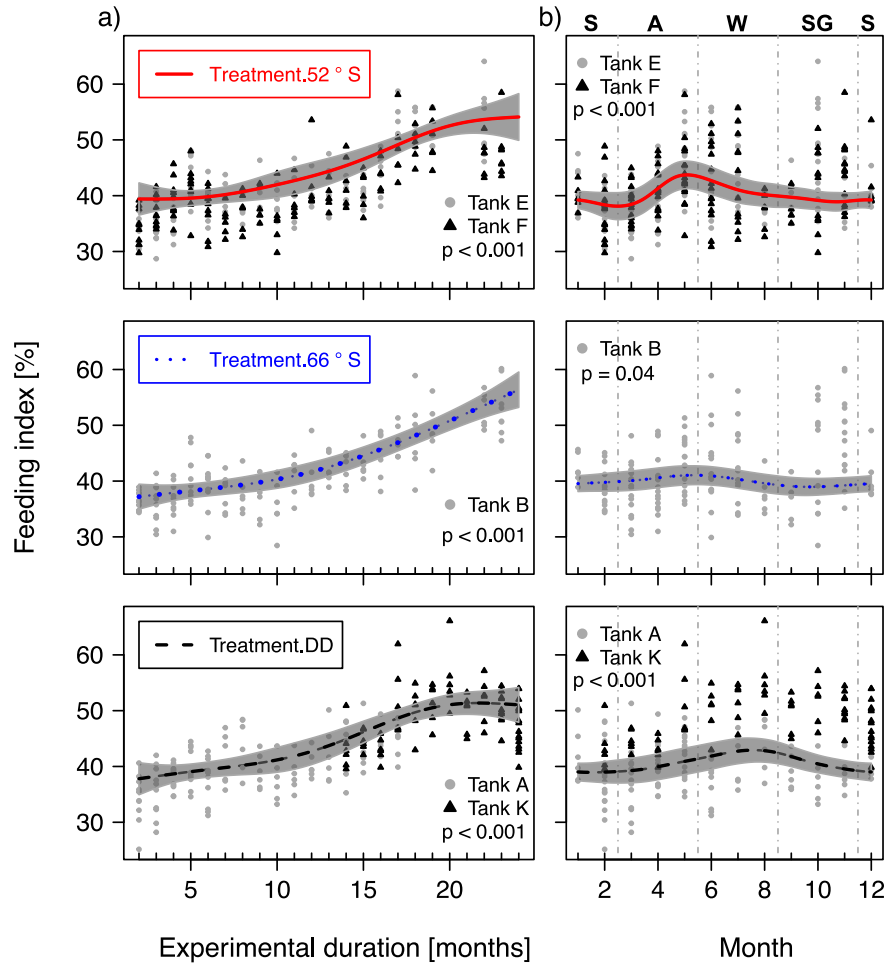 a)
b)
S A W SG S
Feeding index [%]
60
50
40
30
Treatment.52 ° S
Tank E
Tank F
p < 0.001
Tank E
Tank F
p < 0.001
60
50
40
30
Treatment.66 ° S
Tank B
p < 0.001
Tank B
p = 0.04
60
50
40
30
Treatment.DD
Tank A
Tank K
p < 0.001
Tank A
Tank K
p < 0.001
5 10 15 20
2 4 6 8 10 12
Experimental duration [months]
Month